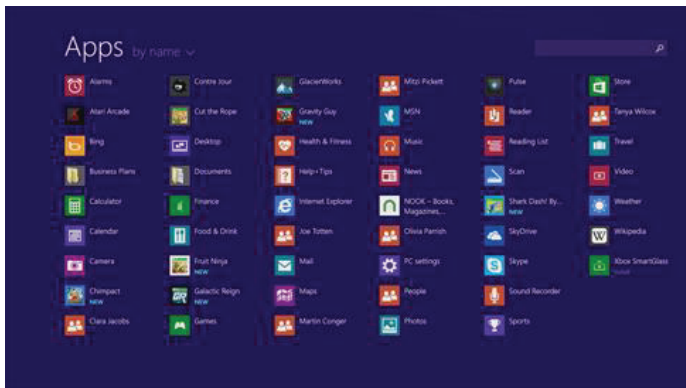 Apps by name
Alarms
Atari Arcade
Bing
Business Plans
Calculator
Calendar
Camera
Chimpact
NEW
Clara Jacobs
Contre Jour
Cut the Rope
Desktop
Documents
Finance
Food & Drink
Fruit Ninja
NEW
Galactic Reign
NEW
Games
GlacierWorks
Gravity Guy
NEW
Health & Fitness
Help+Tips
Internet Explorer
Joe Totten
Mail
Maps
Martin Conger
Mitzi Pickett
MSN
Music
News
NOOK – Books,
Magazines,...
Olivia Parrish
PC settings
People
Photos
Pulse
Reader
Reading List
Scan
Shark Dash! By...
NEW
SkyDrive
Skype
Sound Recorder
Sports
Store
Tanya Wilcox
Travel
Video
Weather
Wikipedia
Xbox SmartGlass